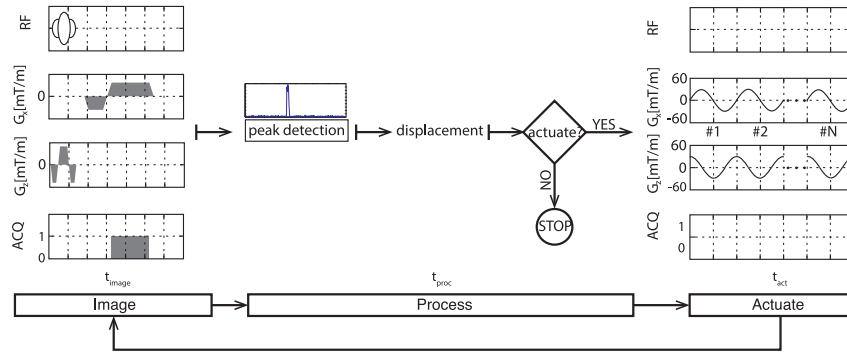 RF
Gx[mT/m]
0
Gz[mT/m]
0
ACQ
1
0
peak detection
displacement
actuate?
YES
NO
STOP
RF
Gx[mT/m]
60
0
-60
#1 #2 #N
Gz[mT/m]
60
0
-60
ACQ
1
0
timage
tproc
tact
Image
Process
Actuate